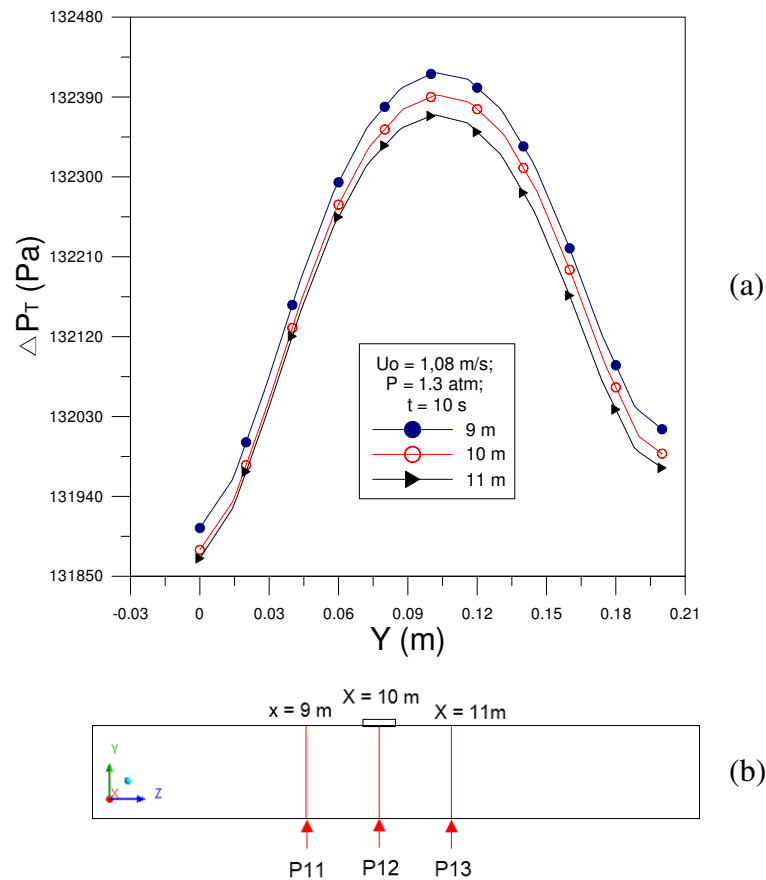 132480
132390
132300
132210
132120
132030
131940
131850
△ PT (Pa)
-0.03 0 0.03 0.06 0.09 0.12 0.15 0.18 0.21
Y (m)
Uo = 1,08 m/s;
P = 1.3 atm;
t = 10 s
9 m
10 m
11 m
(a)
x = 9 m X = 10 m X = 11m
Y
X Z
(b)
P11 P12 P13